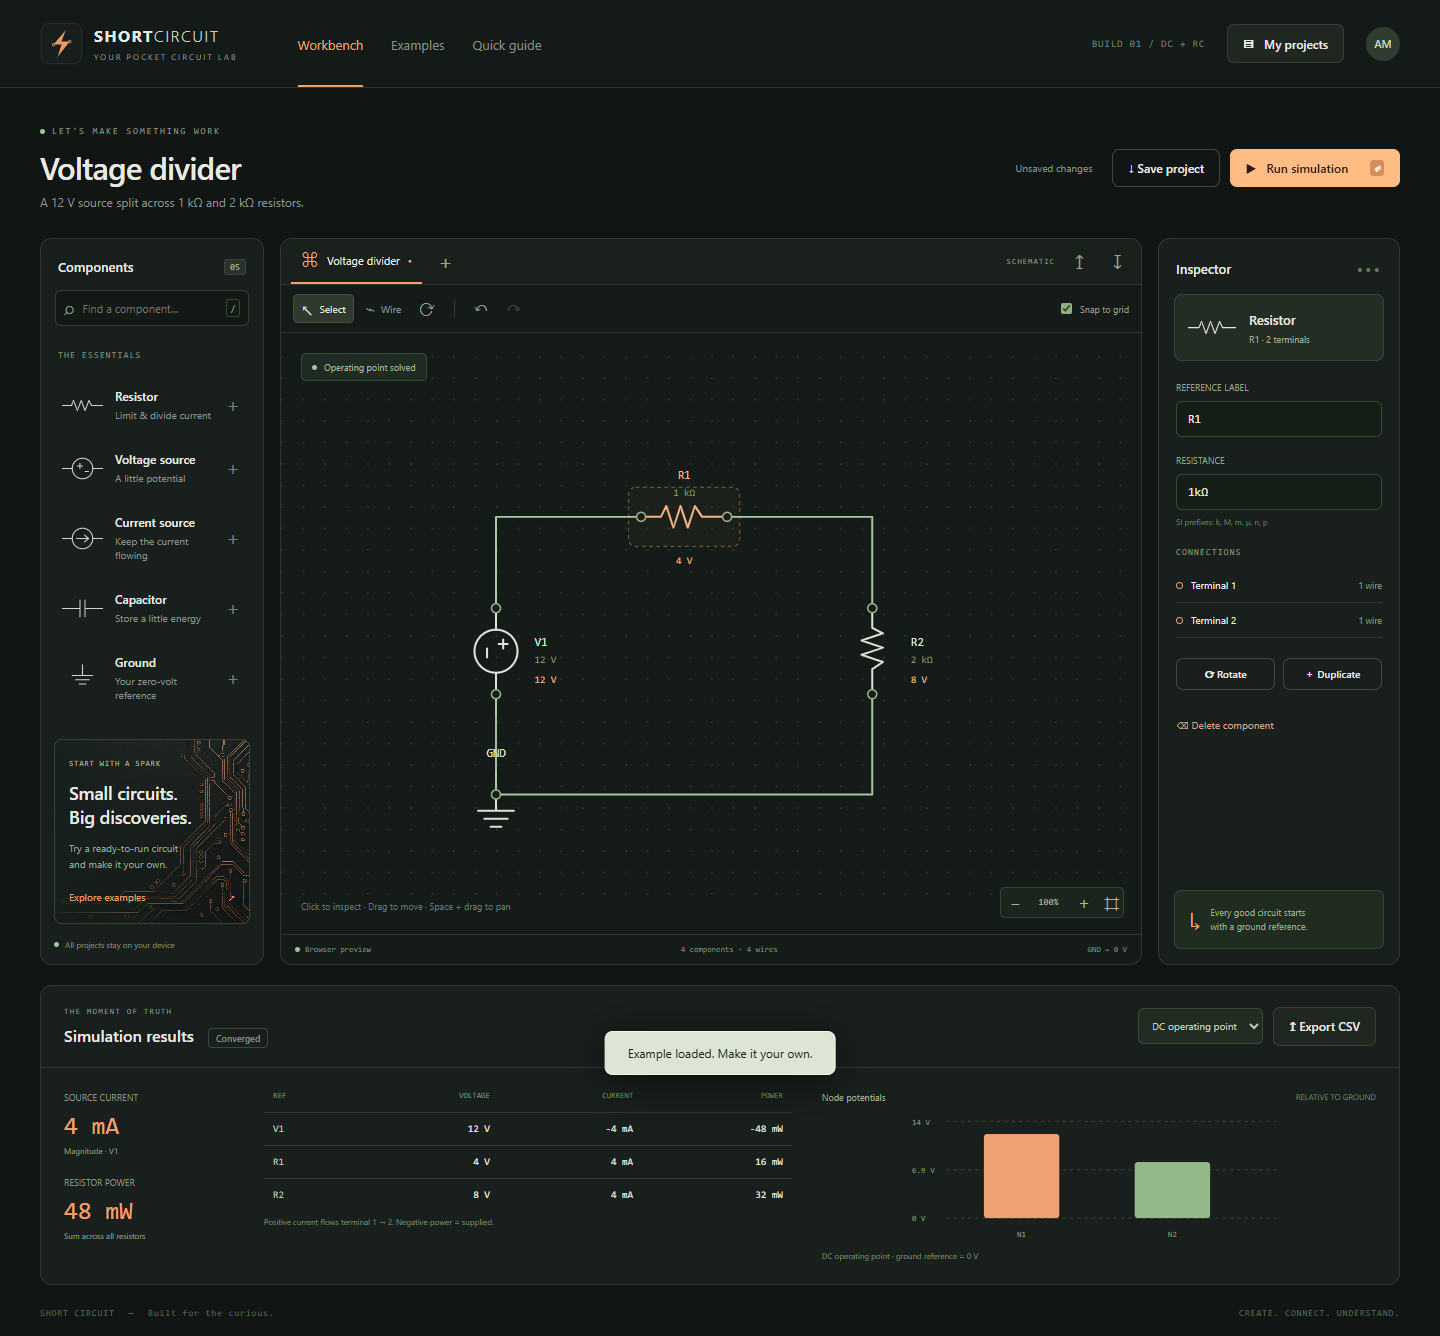 SHORTCIRCUIT
YOUR POCKET CIRCUIT LAB
Workbench
Examples
Quick guide
BUILD 01 / DC + RC
My projects
AM
LET'S MAKE SOMETHING WORK
Voltage divider
A 12 V source split across 1 kΩ and 2 kΩ resistors.
Unsaved changes
↓ Save project
Run simulation
Components
05
Find a component...
/
THE ESSENTIALS
Resistor
Limit & divide current
Voltage source
A little potential
Current source
Keep the current
flowing
Capacitor
Store a little energy
Ground
Your zero-volt
reference
START WITH A SPARK
Small circuits.
Big discoveries.
Try a ready-to-run circuit
and make it your own.
Explore examples ↗
All projects stay on your device
⌘ Voltage divider •
+
SCHEMATIC
↥ ↧
Select
Wire
Snap to grid
Operating point solved
R1
1 kΩ
4 V
V1
12 V
12 V
R2
2 kΩ
8 V
GND
Click to inspect · Drag to move · Space + drag to pan
− 100% +
Browser preview
4 components · 4 wires
GND = 0 V
Inspector
Resistor
R1 · 2 terminals
REFERENCE LABEL
R1
RESISTANCE
1kΩ
SI prefixes: k, M, m, µ, n, p
CONNECTIONS
Terminal 1 1 wire
Terminal 2 1 wire
⟳ Rotate
+ Duplicate
⌫ Delete component
↳ Every good circuit starts
with a ground reference.
THE MOMENT OF TRUTH
Simulation results
Converged
Example loaded. Make it your own.
DC operating point
↥ Export CSV
SOURCE CURRENT
4 mA
Magnitude · V1
RESISTOR POWER
48 mW
Sum across all resistors
REF VOLTAGE CURRENT POWER
V1 12 V -4 mA -48 mW
R1 4 V 4 mA 16 mW
R2 8 V 4 mA 32 mW
Positive current flows terminal 1 → 2. Negative power = supplied.
Node potentials
RELATIVE TO GROUND
14 V
6.9 V
0 V
N1
N2
DC operating point · ground reference = 0 V
SHORT CIRCUIT — Built for the curious.
CREATE. CONNECT. UNDERSTAND.